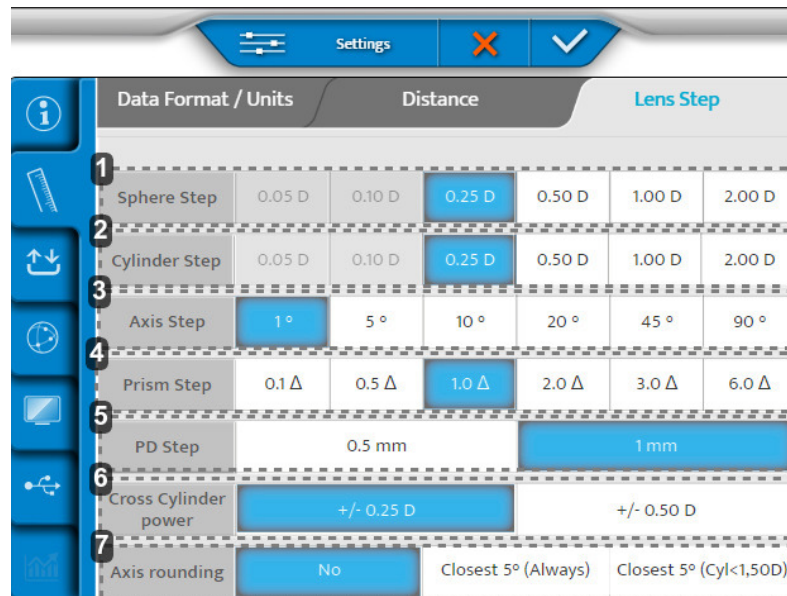 Settings
Data Format / Units Distance Lens Step
1
Sphere Step 0.05 D 0.10 D 0.25 D 0.50 D 1.00 D 2.00 D
2
Cylinder Step 0.05 D 0.10 D 0.25 D 0.50 D 1.00 D 2.00 D
3
Axis Step 1 º 5 º 10 º 20 º 45 º 90 º
4
Prism Step 0.1 Δ 0.5 Δ 1.0 Δ 2.0 Δ 3.0 Δ 6.0 Δ
5
PD Step 0.5 mm 1 mm
6
Cross Cylinder
power +/- 0.25 D +/- 0.50 D
7
Axis rounding No Closest 5º (Always) Closest 5º (Cyl<1,50D)